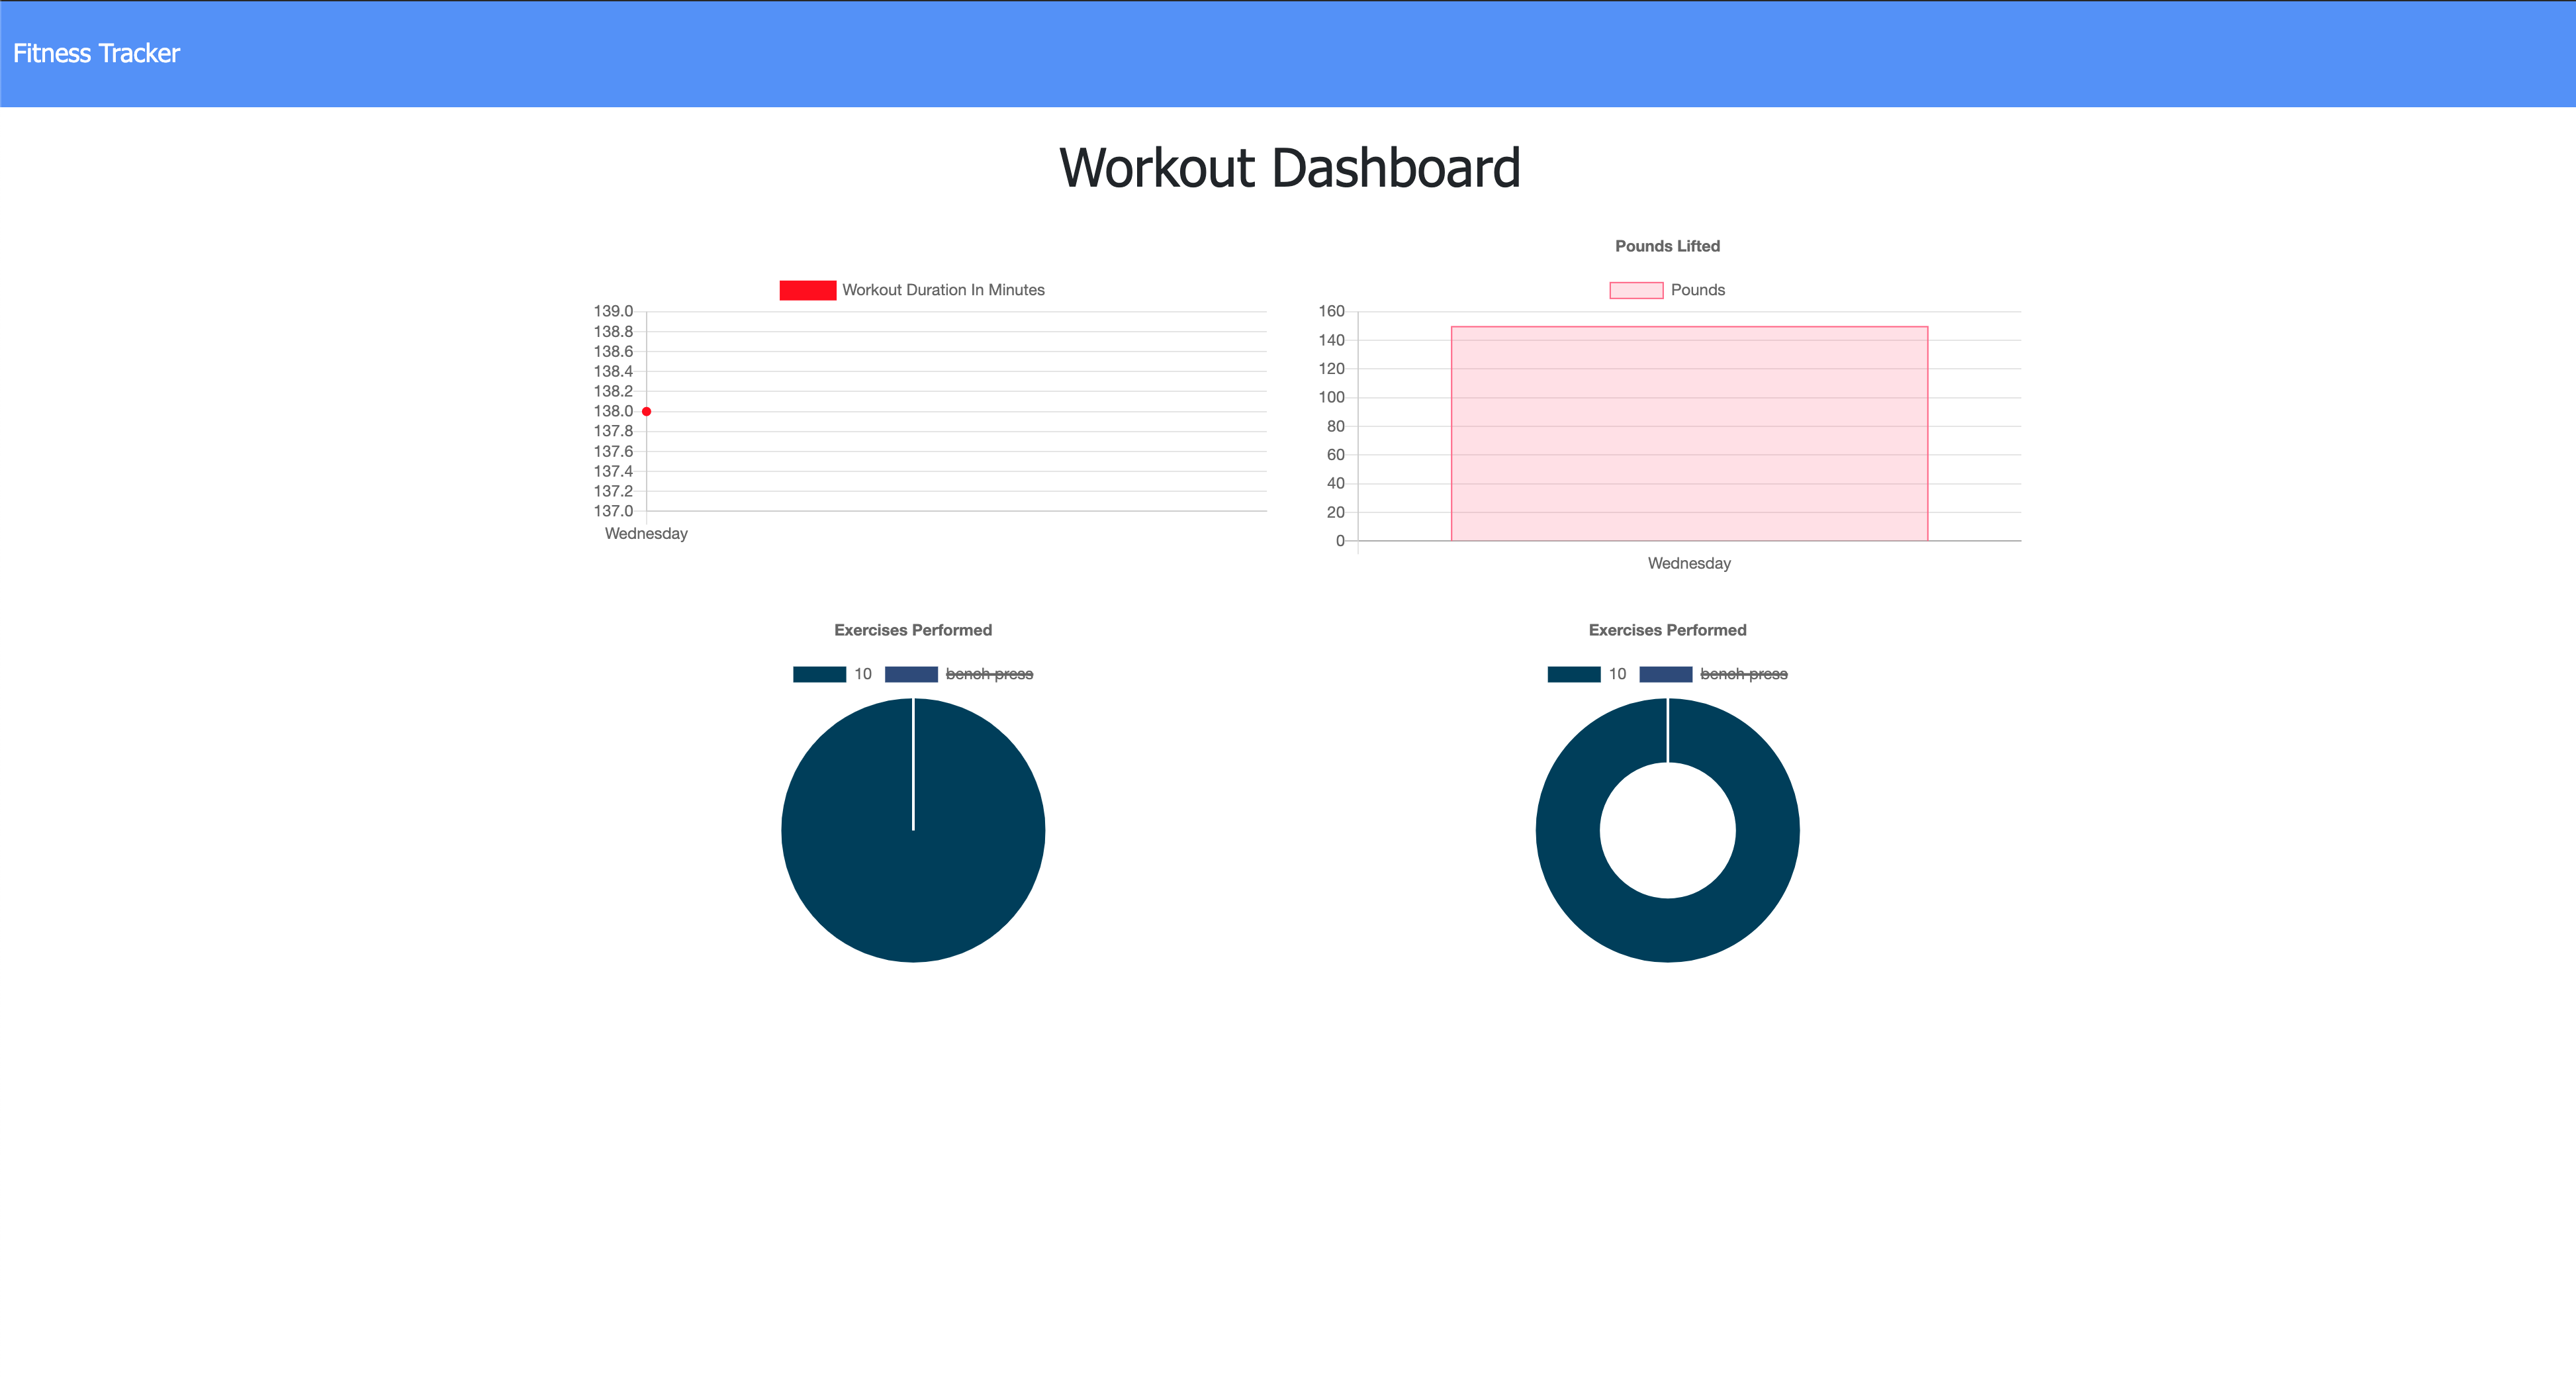 Fitness Tracker
Workout Dashboard
Workout Duration In Minutes
139.0
138.8
138.6
138.4
138.2
138.0
137.8
137.6
137.4
137.2
137.0
Wednesday
Pounds Lifted
Pounds
160
140
120
100
80
60
40
20
0
Wednesday
Exercises Performed
10 bench press
Exercises Performed
10 bench press